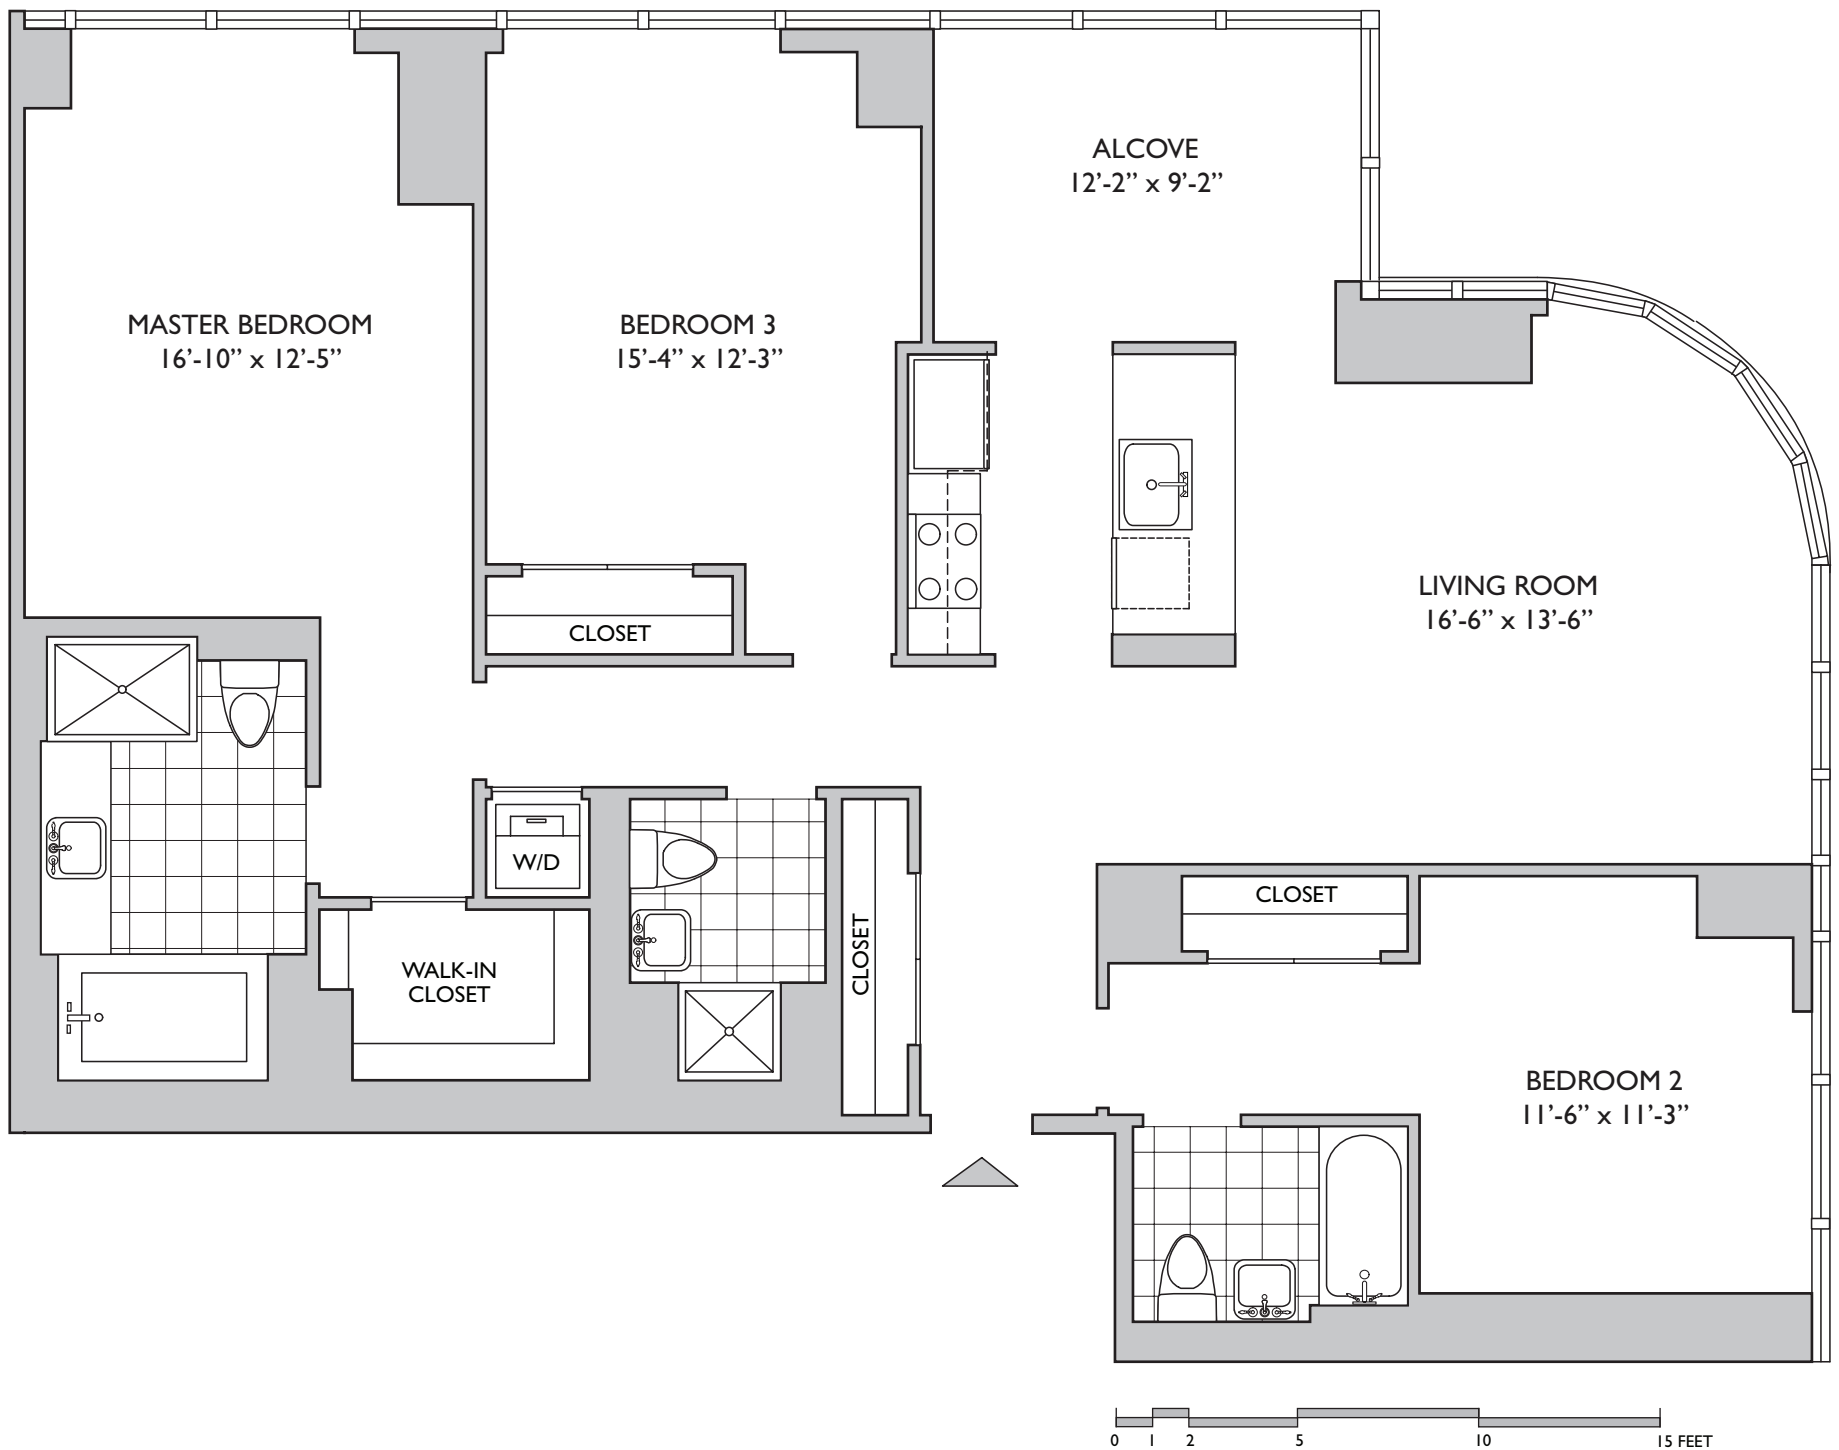 ALCOVE
12’-2” x 9’-2”
MASTER BEDROOM
16’-10” x 12’-5”
BEDROOM 3
15’-4” x 12’-3”
LIVING ROOM
16’-6” x 13’-6”
CLOSET
W/D
CLOSET
CLOSET
WALK-IN
CLOSET
BEDROOM 2
11’-6” x 11’-3”
0 1 2 5 10 15 FEET